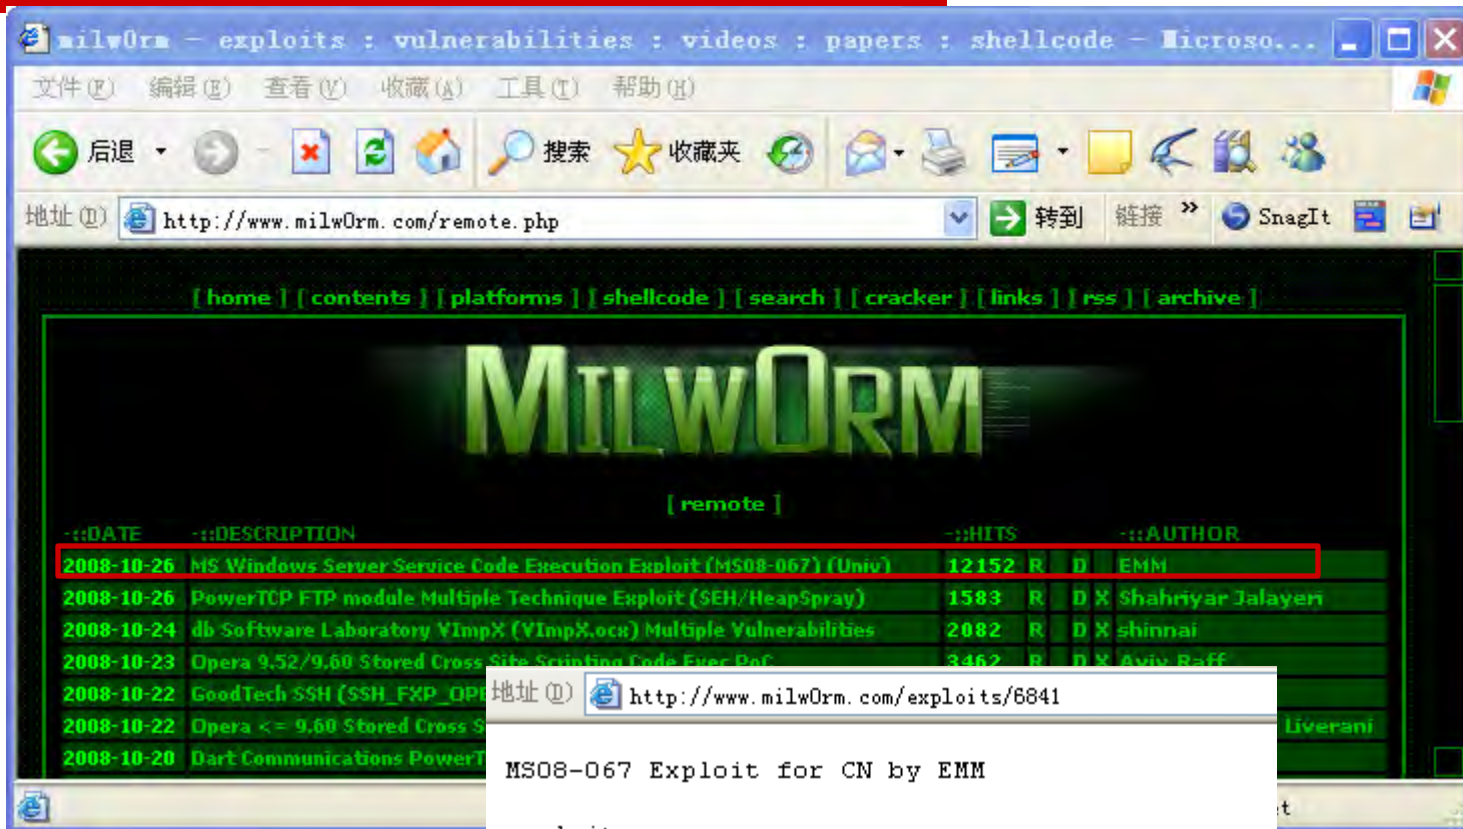 milw0rm - exploits : vulnerabilities : videos : papers : shellcode - Microso...
文件(F) 编辑(E) 查看(V) 收藏(A) 工具(T) 帮助(H)
后退 搜索 收藏夹
地址(D) http://www.milw0rm.com/remote.php 转到 链接 » SnagIt
[ home ] [ contents ] [ platforms ] [ shellcode ] [ search ] [ cracker ] [ links ] [ rss ] [ archive ]
MILW0RM
[ remote ]
-::DATE -::DESCRIPTION -::HITS -::AUTHOR
2008-10-26 MS Windows Server Service Code Execution Exploit (MS08-067) (Univ) 12152 R D EMM
2008-10-26 PowerTCP FTP module Multiple Technique Exploit (SEH/HeapSpray) 1583 R D X Shahriyar Jalayeri
2008-10-24 db Software Laboratory VImpX (VImpX.ocx) Multiple Vulnerabilities 2082 R D X shinnai
2008-10-23 Opera 9.52/9.60 Stored Cross Site Scripting Code Exec PoC 3462 R D X Aviv Raff
2008-10-22 GoodTech SSH (SSH_FXP_OPE
2008-10-22 Opera <= 9.60 Stored Cross S Liverani
2008-10-20 Dart Communications PowerT
地址(D) http://www.milw0rm.com/exploits/6841
MS08-067 Exploit for CN by EMM